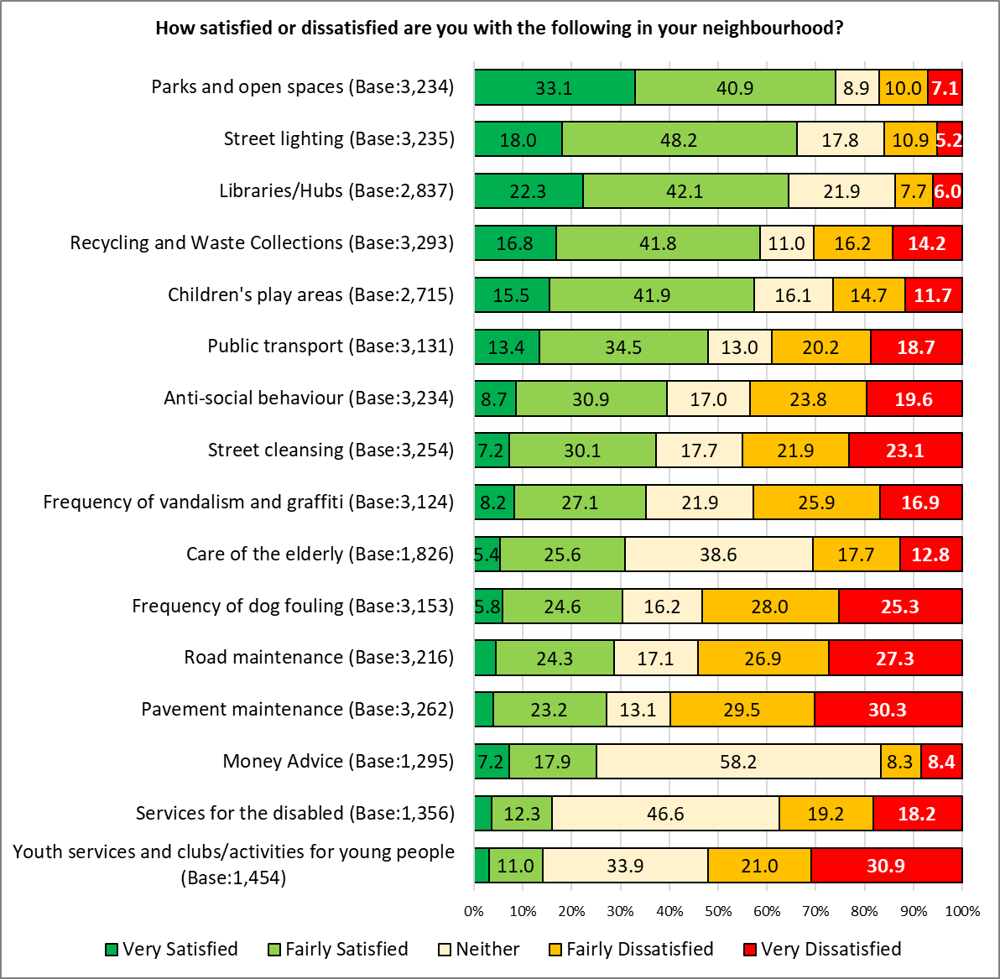 How satisfied or dissatisfied are you with the following in your neighbourhood?
Parks and open spaces (Base:3,234) 33.1 40.9 8.9 10.0 7.1
Street lighting (Base:3,235) 18.0 48.2 17.8 10.9 5.2
Libraries/Hubs (Base:2,837) 22.3 42.1 21.9 7.7 6.0
Recycling and Waste Collections (Base:3,293) 16.8 41.8 11.0 16.2 14.2
Children's play areas (Base:2,715) 15.5 41.9 16.1 14.7 11.7
Public transport (Base:3,131) 13.4 34.5 13.0 20.2 18.7
Anti-social behaviour (Base:3,234) 8.7 30.9 17.0 23.8 19.6
Street cleansing (Base:3,254) 7.2 30.1 17.7 21.9 23.1
Frequency of vandalism and graffiti (Base:3,124) 8.2 27.1 21.9 25.9 16.9
Care of the elderly (Base:1,826) 5.4 25.6 38.6 17.7 12.8
Frequency of dog fouling (Base:3,153) 5.8 24.6 16.2 28.0 25.3
Road maintenance (Base:3,216) 24.3 17.1 26.9 27.3
Pavement maintenance (Base:3,262) 23.2 13.1 29.5 30.3
Money Advice (Base:1,295) 7.2 17.9 58.2 8.3 8.4
Services for the disabled (Base:1,356) 12.3 46.6 19.2 18.2
Youth services and clubs/activities for young people
(Base:1,454) 11.0 33.9 21.0 30.9
0% 10% 20% 30% 40% 50% 60% 70% 80% 90% 100%
Very Satisfied Fairly Satisfied Neither Fairly Dissatisfied Very Dissatisfied